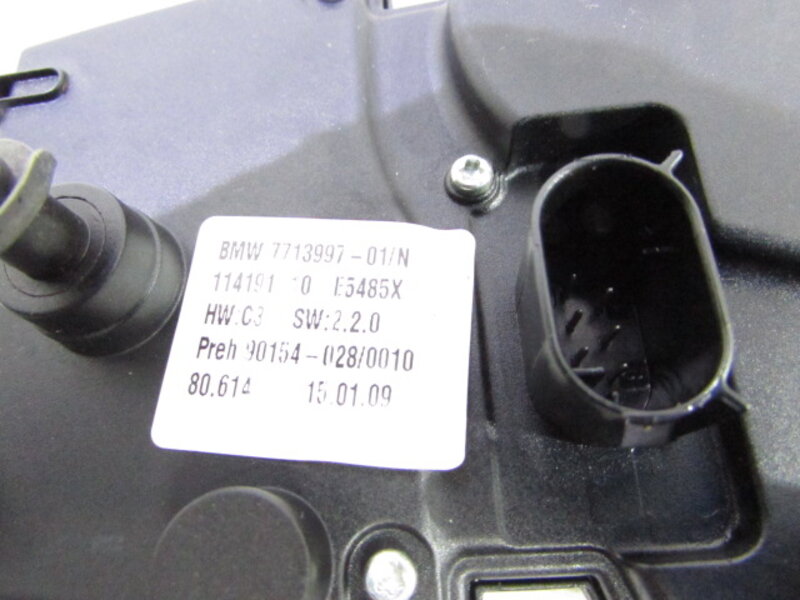 BMW 7713997-01/N
114191 10 E5485X
HW:C3 SW:2.2.0
Preh 90154-028/0010
80.614 15.01.09